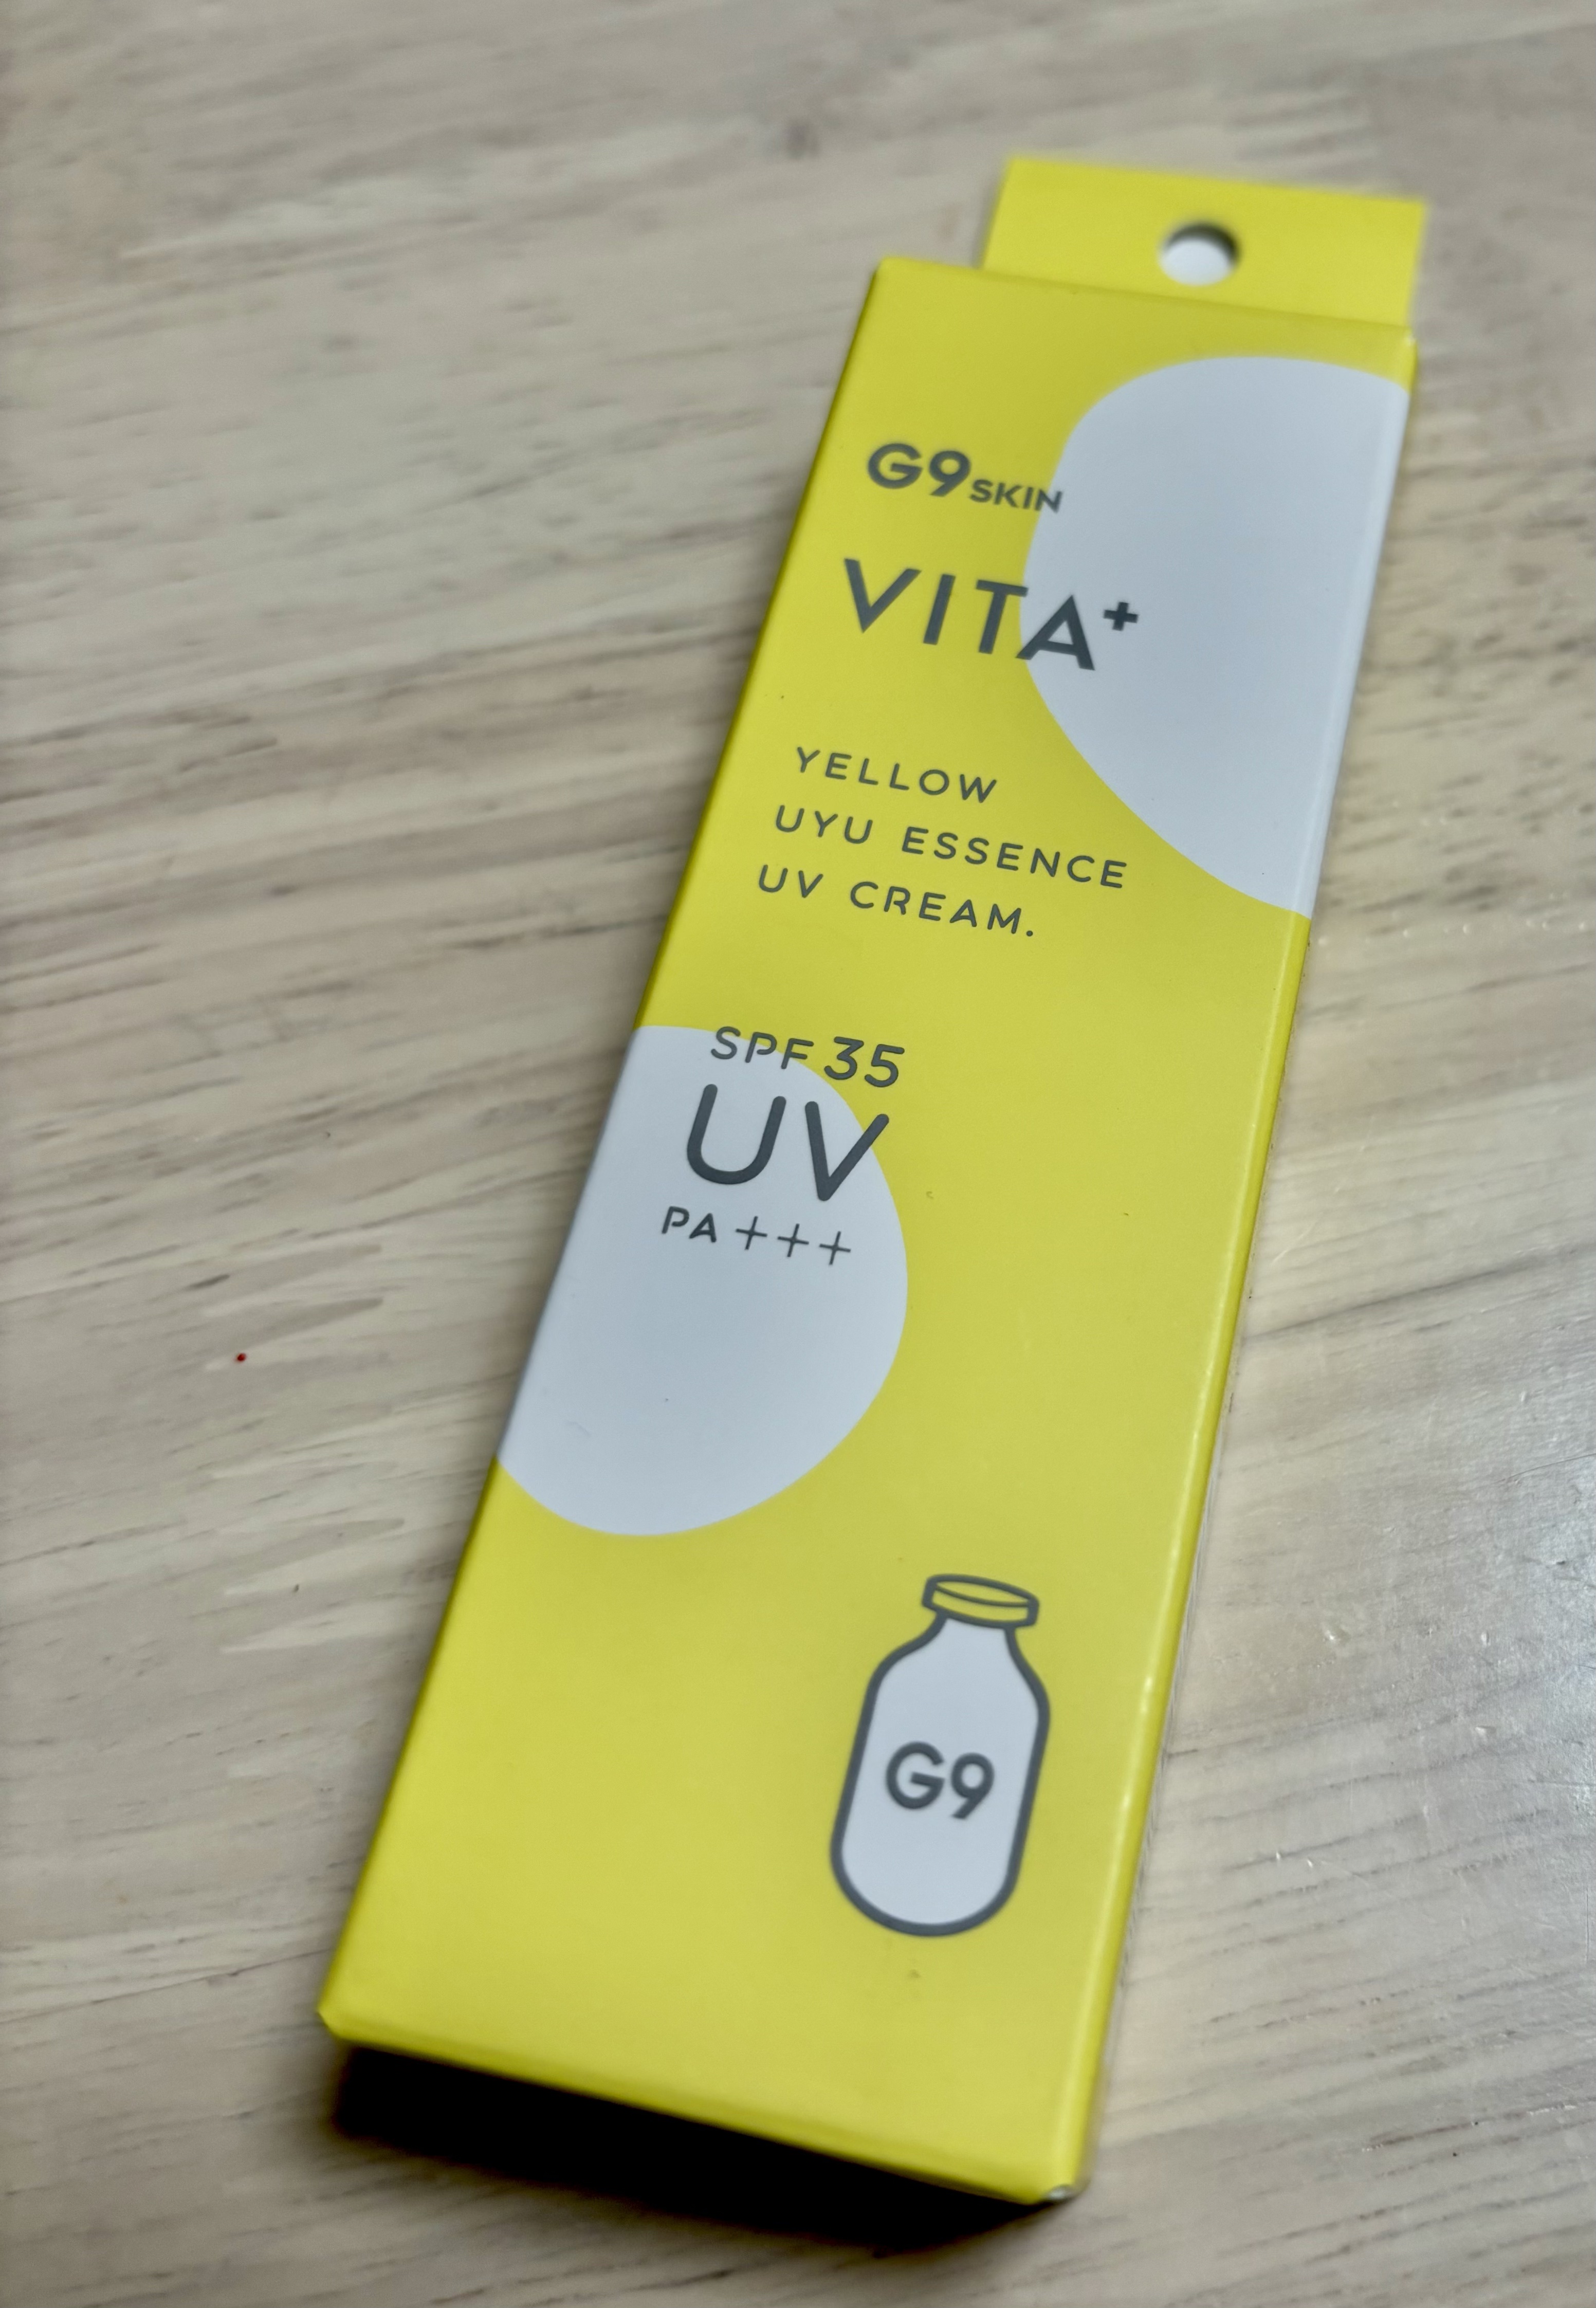 G9SKIN
VITA+
YELLOW
UYU ESSENCE
UV CREAM.
SPF 35
UV
PA+++
G9